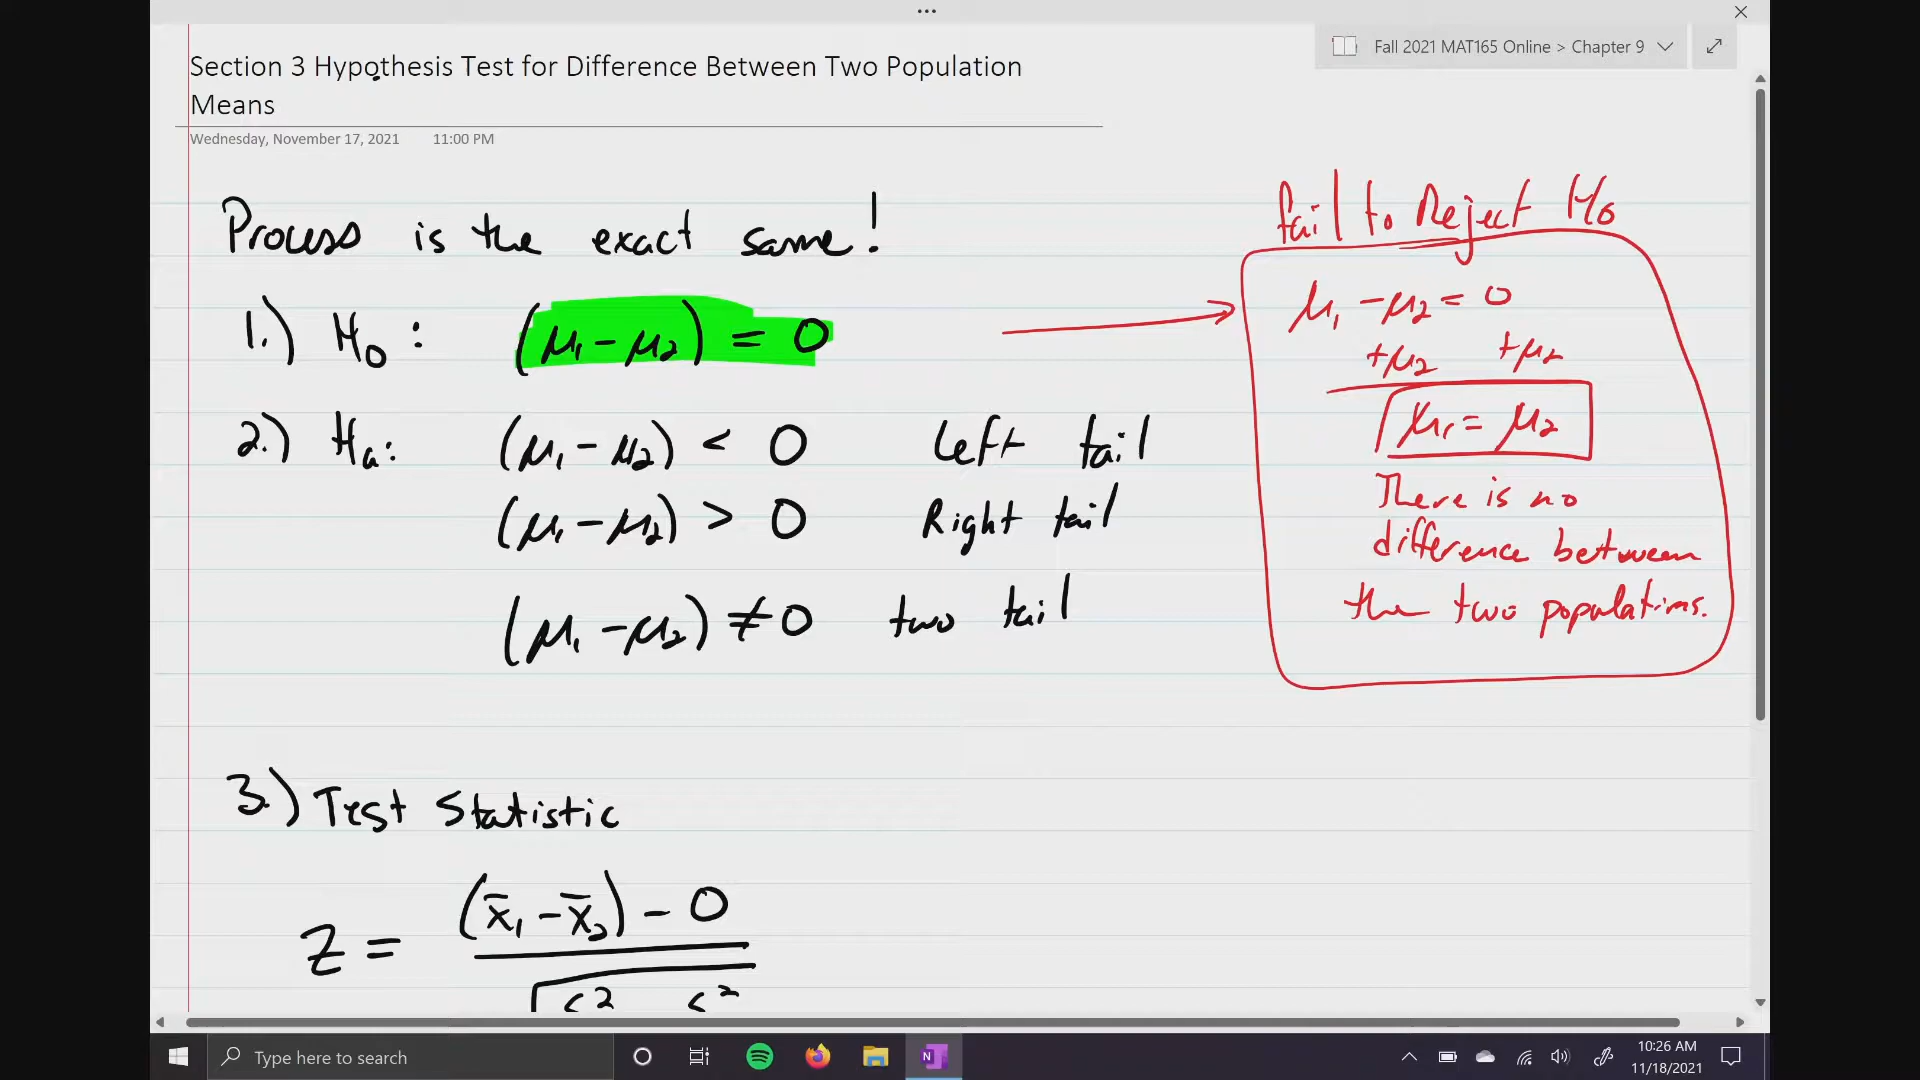 Fall 2021 MAT165 Online > Chapter 9
Section 3 Hypothesis Test for Difference Between Two Population
Means
Wednesday, November 17, 2021 11:00 PM
Process is the exact same!
1.) H₀: (μ₁ - μ₂) = 0
2.) Hₐ: (μ₁ - μ₂) < 0 Left tail
(μ₁ - μ₂) > 0 Right tail
(μ₁ - μ₂) ≠ 0 two tail
fail to Reject H₀
μ₁ - μ₂ = 0
+μ₂ +μ₂
μ₁ = μ₂
There is no
difference between
the two populations.
3.) Test Statistic
Z = (x̄₁ - x̄₂) - 0
Type here to search
N
10:26 AM
11/18/2021